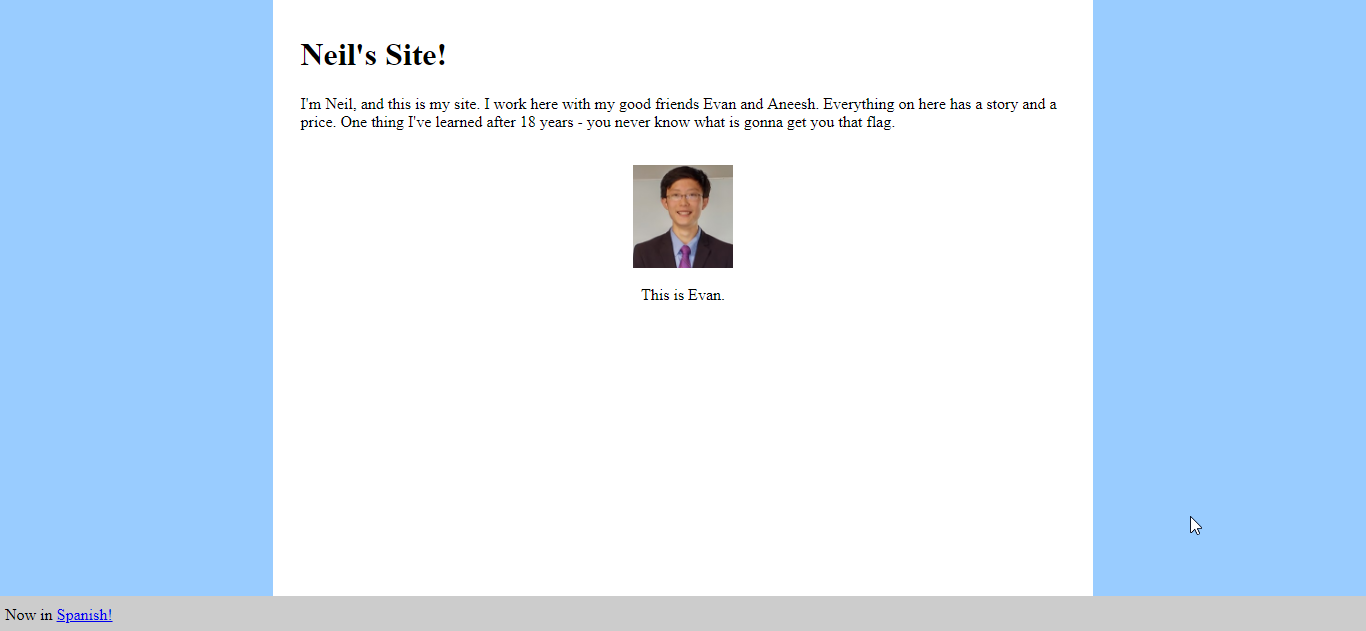 Neil's Site!
I'm Neil, and this is my site. I work here with my good friends Evan and Aneesh. Everything on here has a story and a
price. One thing I've learned after 18 years - you never know what is gonna get you that flag.
This is Evan.
Now in Spanish!